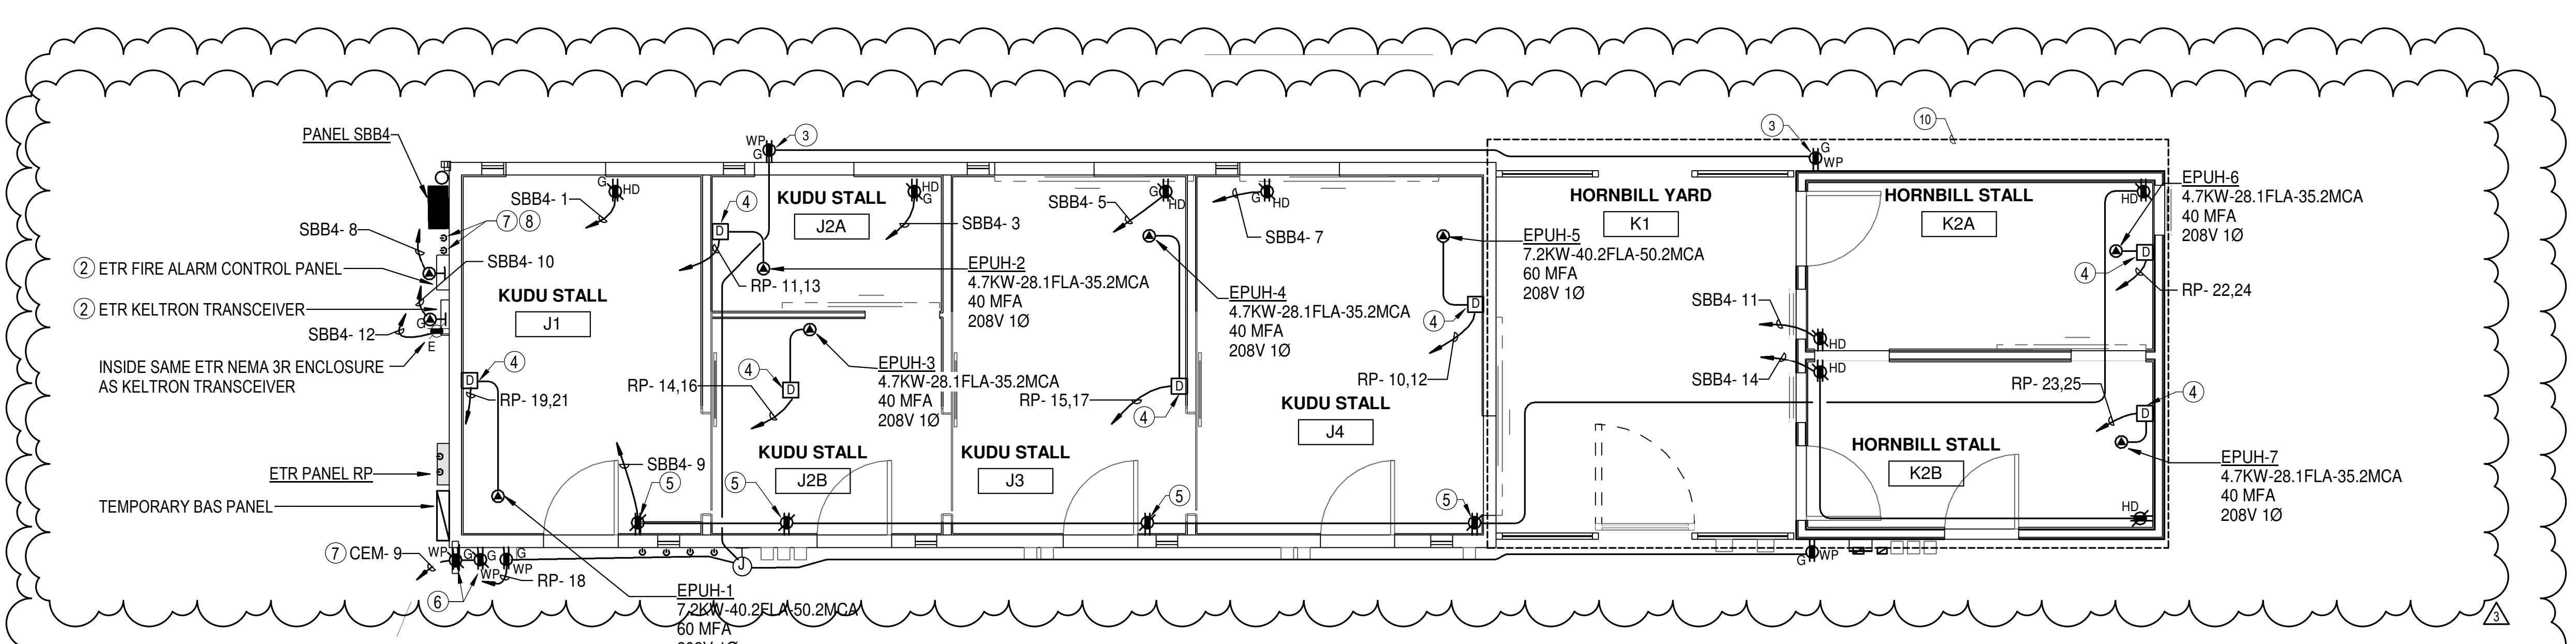 PANEL SBB4
SBB4- 8
2 ETR FIRE ALARM CONTROL PANEL
2 ETR KELTRON TRANSCEIVER
SBB4- 12
INSIDE SAME ETR NEMA 3R ENCLOSURE
AS KELTRON TRANSCEIVER
E
G
ETR PANEL RP
TEMPORARY BAS PANEL
7 CEM- 9
WP
G
G
WP
G
WP
6
RP- 18
7 8
SBB4- 10
SBB4- 1
G
HD
KUDU STALL
J1
D
4
RP- 19,21
SBB4- 9
5
EPUH-1
7.2KW-40.2FLA-50.2MCA
60 MFA
J
WP
G
3
4
D
KUDU STALL
J2A
HD
G
SBB4- 3
RP- 11,13
EPUH-2
4.7KW-28.1FLA-35.2MCA
40 MFA
208V 1Ø
EPUH-3
4.7KW-28.1FLA-35.2MCA
40 MFA
208V 1Ø
4
D
RP- 14,16
KUDU STALL
J2B
5
SBB4- 5
G
HD
EPUH-4
4.7KW-28.1FLA-35.2MCA
40 MFA
208V 1Ø
RP- 15,17
D
4
KUDU STALL
J3
5
G
HD
SBB4- 7
EPUH-5
7.2KW-40.2FLA-50.2MCA
60 MFA
208V 1Ø
D
4
RP- 10,12
KUDU STALL
J4
5
HORNBILL YARD
K1
3
G
WP
10
SBB4- 11
HD
SBB4- 14
HD
G
WP
HORNBILL STALL
K2A
HD
D
4
EPUH-6
4.7KW-28.1FLA-35.2MCA
40 MFA
208V 1Ø
RP- 22,24
RP- 23,25
D
4
HORNBILL STALL
K2B
HD
EPUH-7
4.7KW-28.1FLA-35.2MCA
40 MFA
208V 1Ø
3